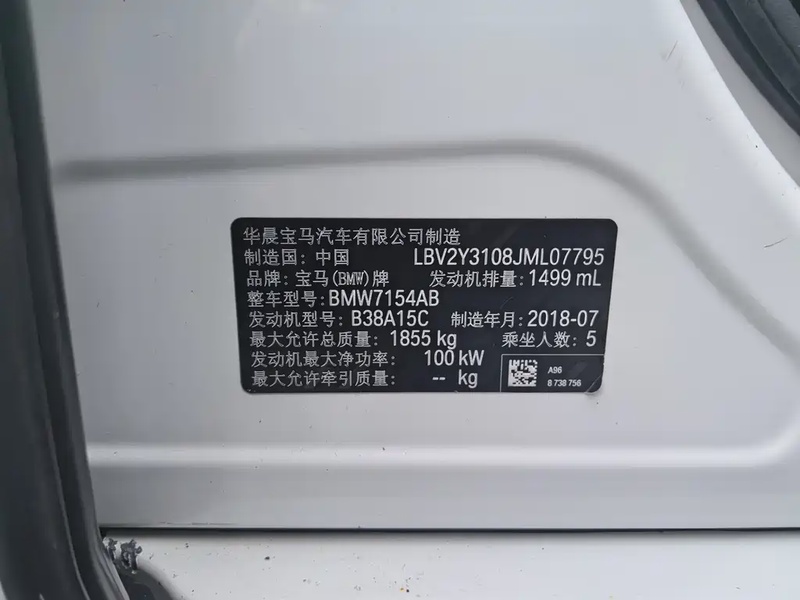 华晨宝马汽车有限公司制造
制造国: 中国 LBV2Y3108JML07795
品牌: 宝马(BMW)牌 发动机排量: 1499 mL
整车型号: BMW7154AB
发动机型号: B38A15C 制造年月: 2018-07
最大允许总质量: 1855 kg 乘坐人数: 5
发动机最大净功率: 100 kW
最大允许牵引质量: -- kg
A96
8 738 756